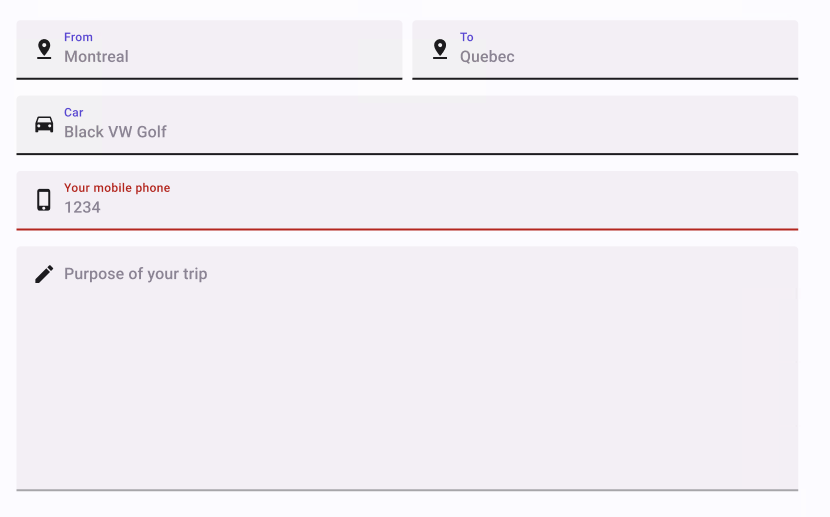 From
Montreal
To
Quebec
Car
Black VW Golf
Your mobile phone
1234
Purpose of your trip